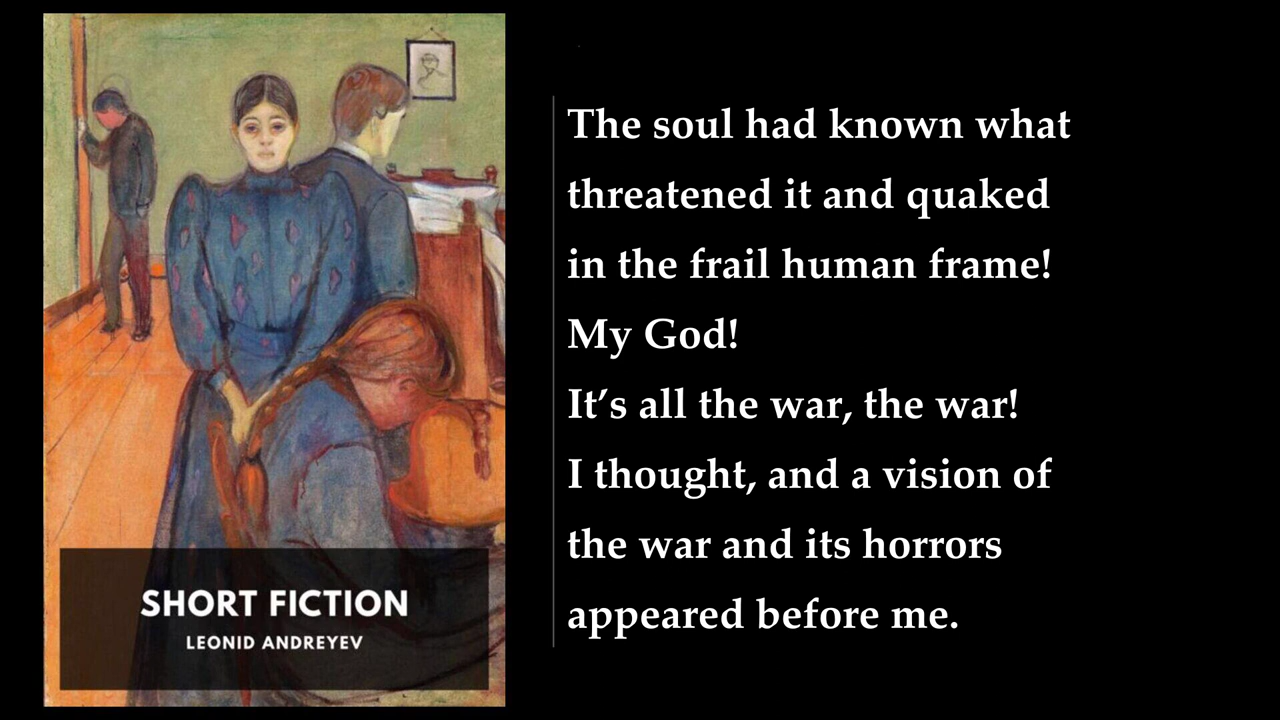 SHORT FICTION
LEONID ANDREYEV
The soul had known what
threatened it and quaked
in the frail human frame!
My God!
It’s all the war, the war!
I thought, and a vision of
the war and its horrors
appeared before me.